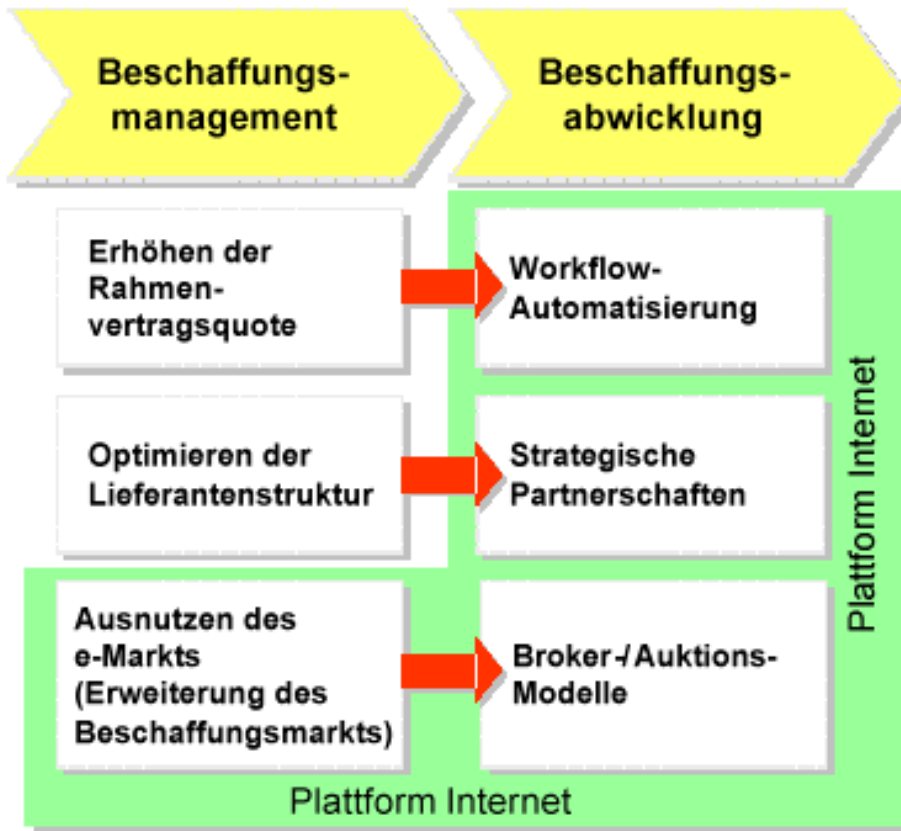 Beschaffungs-
management
Beschaffungs-
abwicklung
Erhöhen der
Rahmen-
vertragsquote
Workflow-
Automatisierung
Optimieren der
Lieferantenstruktur
Strategische
Partnerschaften
Ausnutzen des
e-Markts
(Erweiterung des
Beschaffungsmarkts)
Broker-/Auktions-
Modelle
Plattform Internet
Plattform Internet